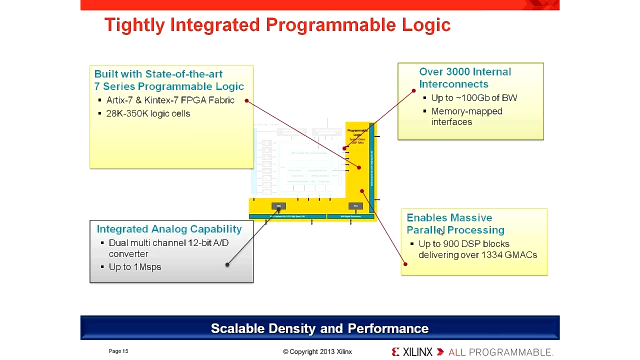 Tightly Integrated Programmable Logic
Built with State-of-the-art
7 Series Programmable Logic
▪ Artix-7 & Kintex-7 FPGA Fabric
▪ 28K-350K logic cells
Over 3000 Internal
Interconnects
▪ Up to ~100Gb of BW
▪ Memory-mapped
interfaces
Programmable
Integrated Analog Capability
▪ Dual multi channel 12-bit A/D
converter
▪ Up to 1Msps
Enables Massive
Parallel Processing
▪ Up to 900 DSP blocks
delivering over 1334 GMACs
Scalable Density and Performance
Page 15
© Copyright 2013 Xilinx
XILINX ALL PROGRAMMABLE.